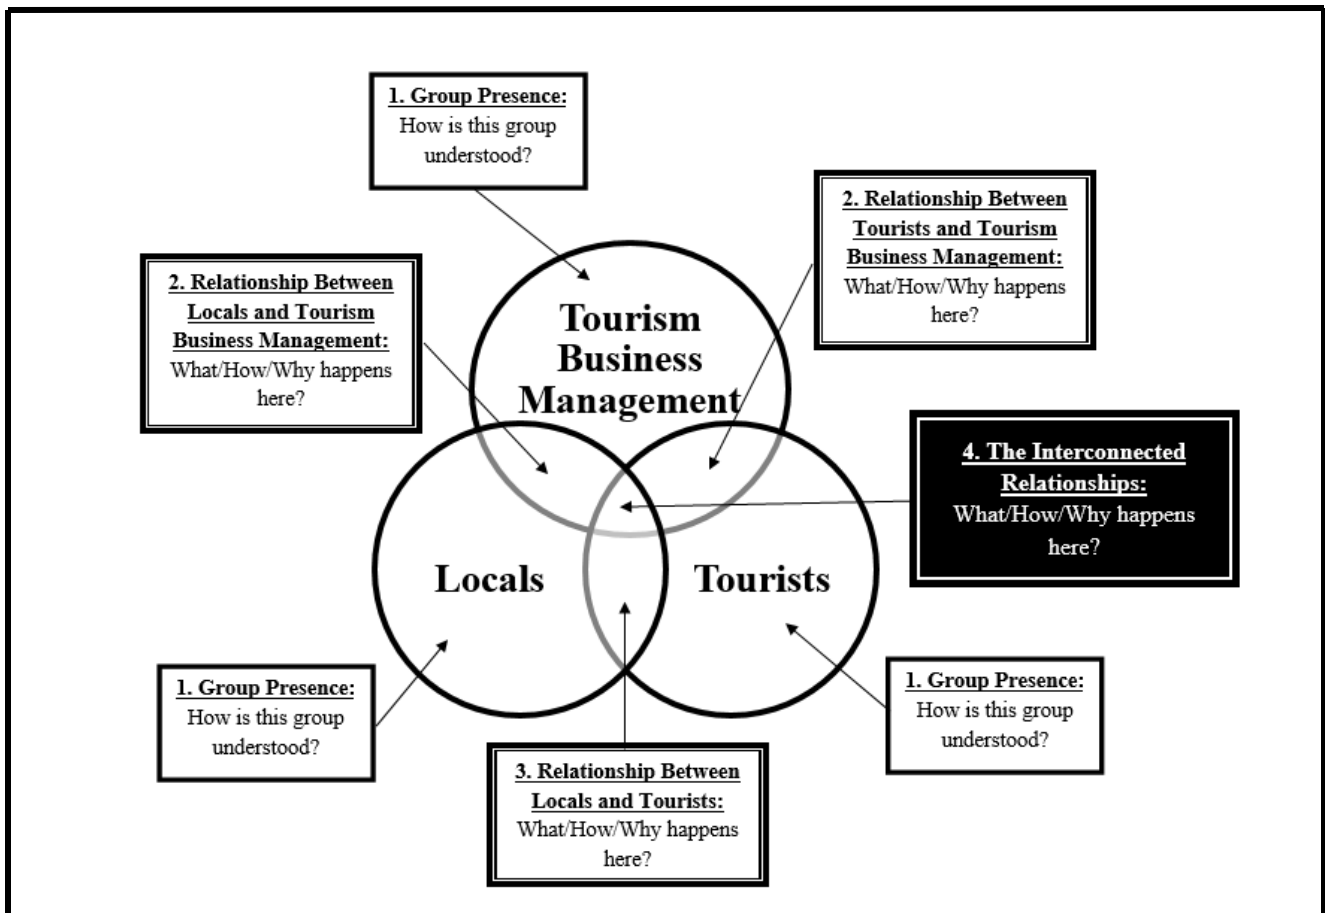 1. Group Presence:
How is this group
understood?
2. Relationship Between
Tourists and Tourism
Business Management:
What/How/Why happens
here?
2. Relationship Between
Locals and Tourism
Business Management:
What/How/Why happens
here?
Tourism
Business
Management
4. The Interconnected
Relationships:
What/How/Why happens
here?
Locals
Tourists
1. Group Presence:
How is this group
understood?
1. Group Presence:
How is this group
understood?
3. Relationship Between
Locals and Tourists:
What/How/Why happens
here?